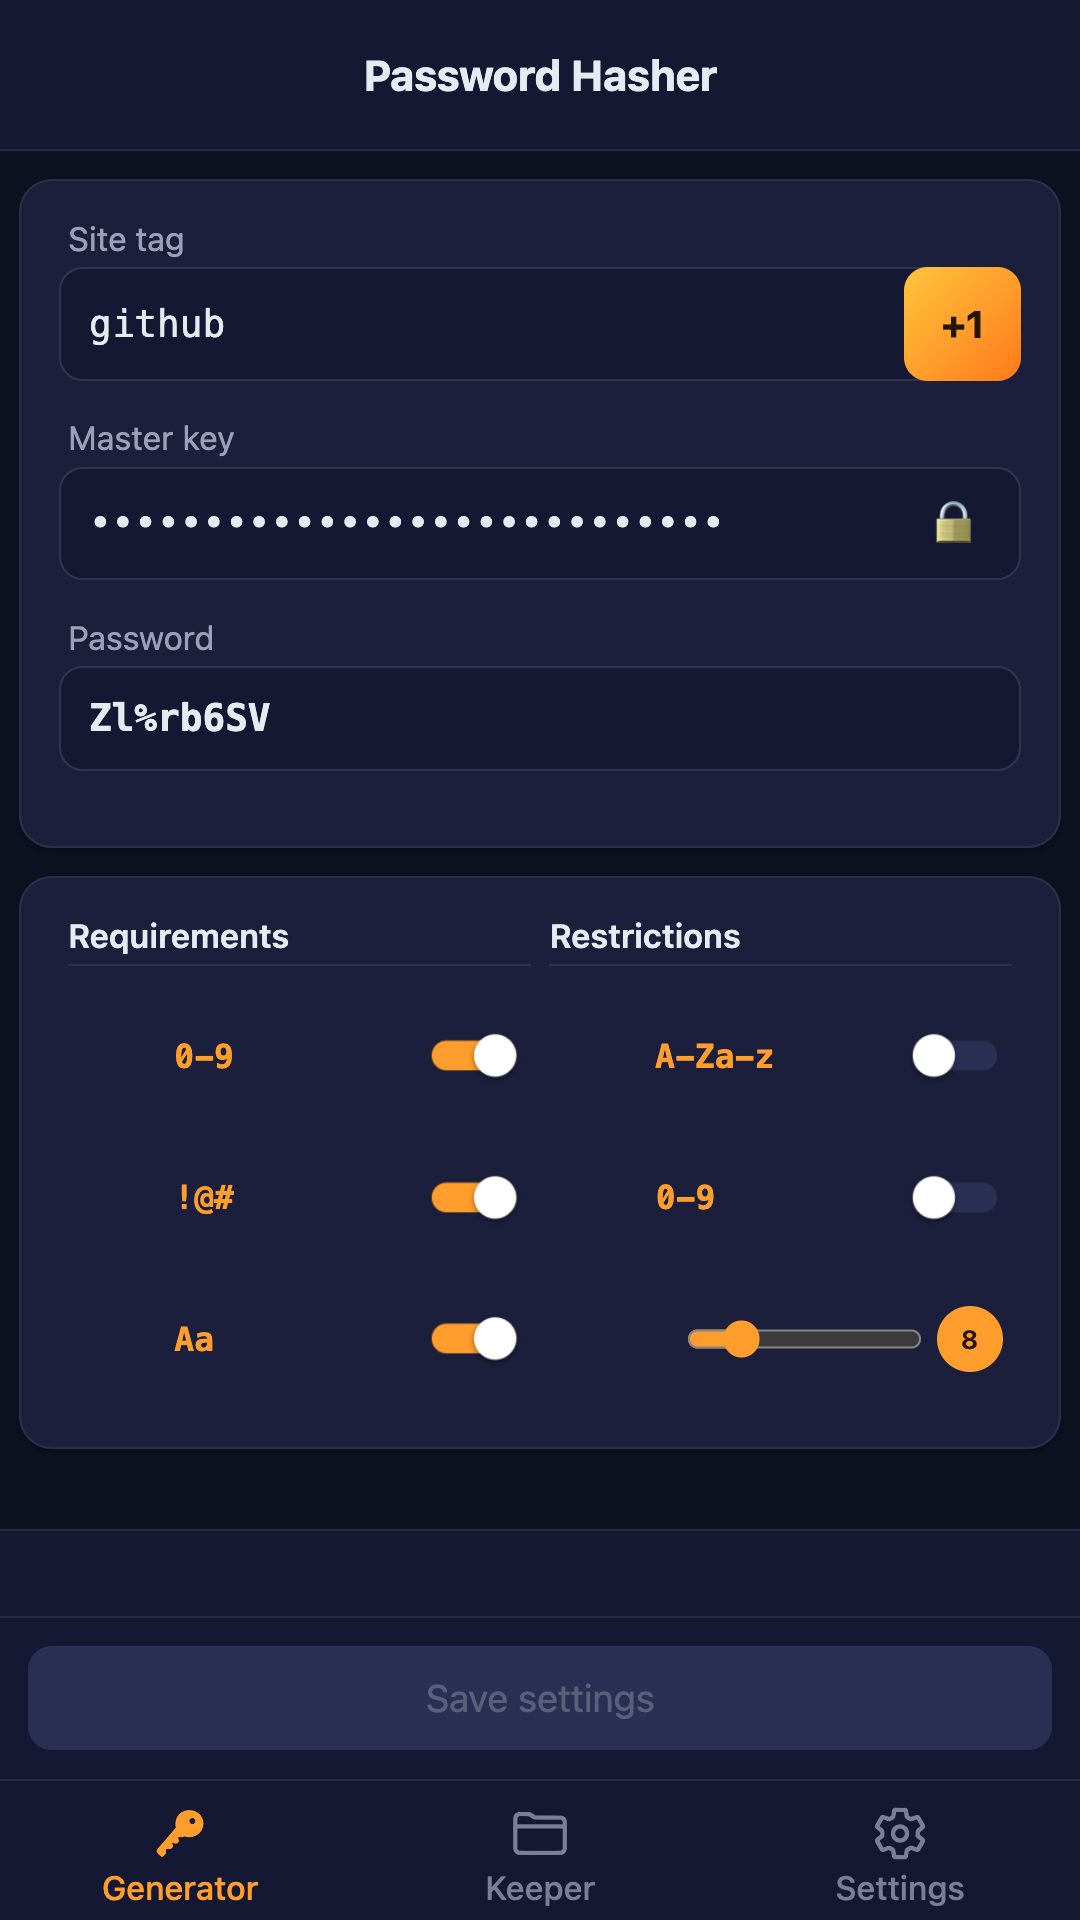 Password Hasher
Site tag
github
+1
Master key
••••••••••••••••••••••••••••
Password
Zl%rb6SV
Requirements
Restrictions
0–9
A–Za–z
!@#
0–9
Aa
8
Save settings
Generator
Keeper
Settings